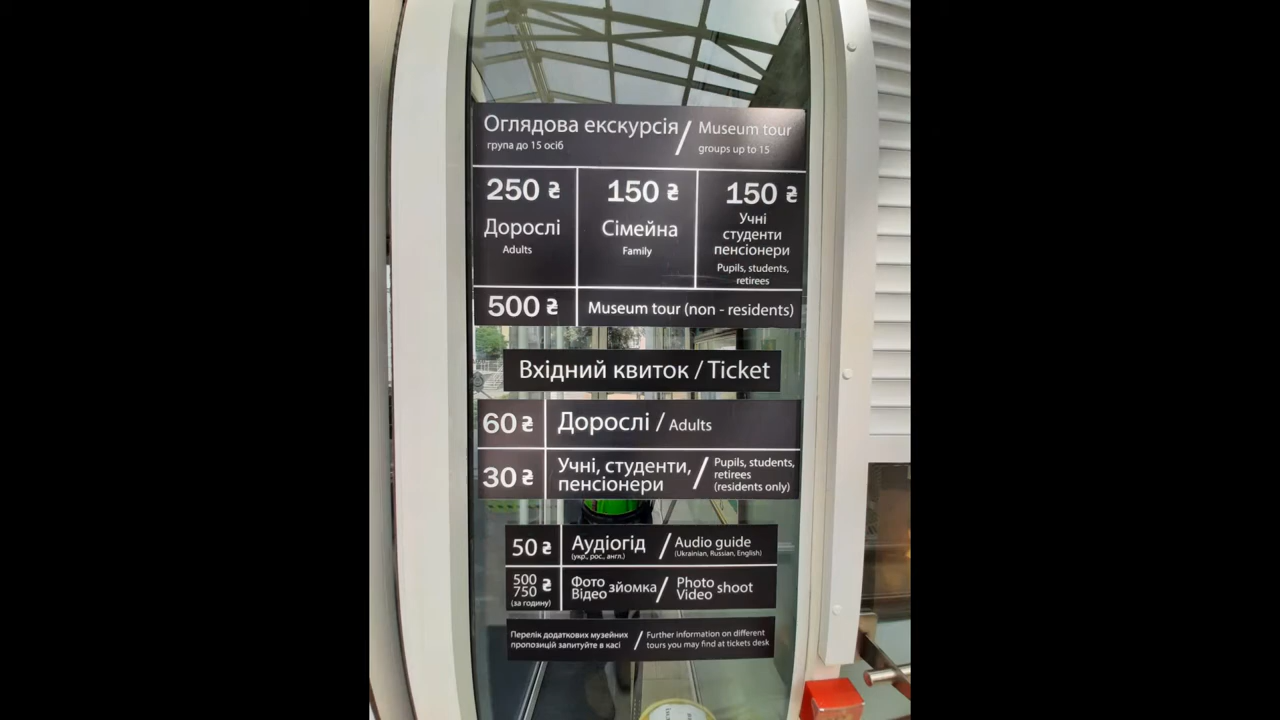 Оглядова екскурсія / Museum tour
група до 15 осіб
groups up to 15
250 ₴
Дорослі
Adults
150 ₴
Сімейна
Family
150 ₴
Учні
студенти
пенсіонери
Pupils, students,
retirees
500 ₴ Museum tour (non - residents)
Вхідний квиток / Ticket
60 ₴ Дорослі / Adults
30 ₴
Учні, студенти,
пенсіонери /
Pupils, students,
retirees
(residents only)
50 ₴
Аудіогід /
(укр., рос., англ.)
Audio guide
(Ukrainian, Russian, English)
500
750 ₴
(за годину)
Фото
Відео зйомка /
Photo
Video shoot
Перелік додаткових музейних
пропозицій запитуйте в касі /
Further information on different
tours you may find at tickets desk